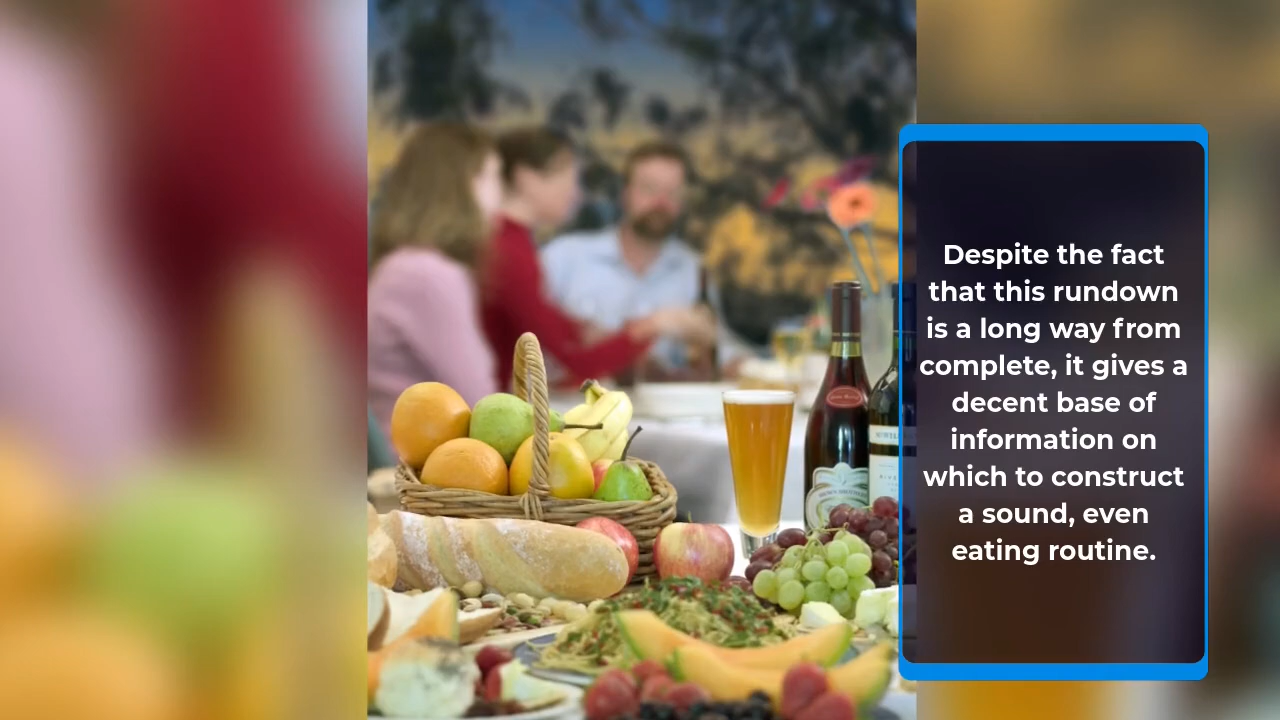 Despite the fact
that this rundown
is a long way from
complete, it gives a
decent base of
information on
which to construct
a sound, even
eating routine.